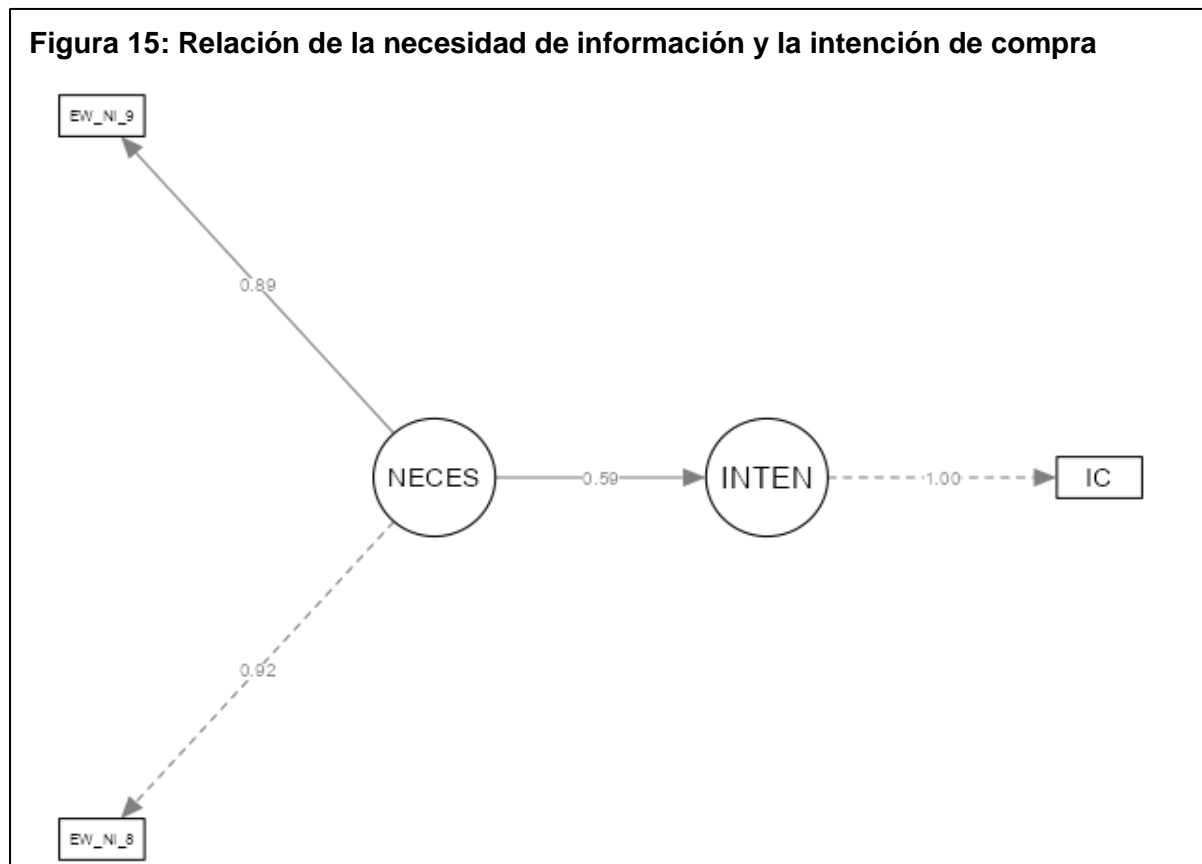 Figura 15: Relación de la necesidad de información y la intención de compra
EW_NI_9
0.89
NECES
0.59
INTEN
1.00
IC
0.92
EW_NI_8